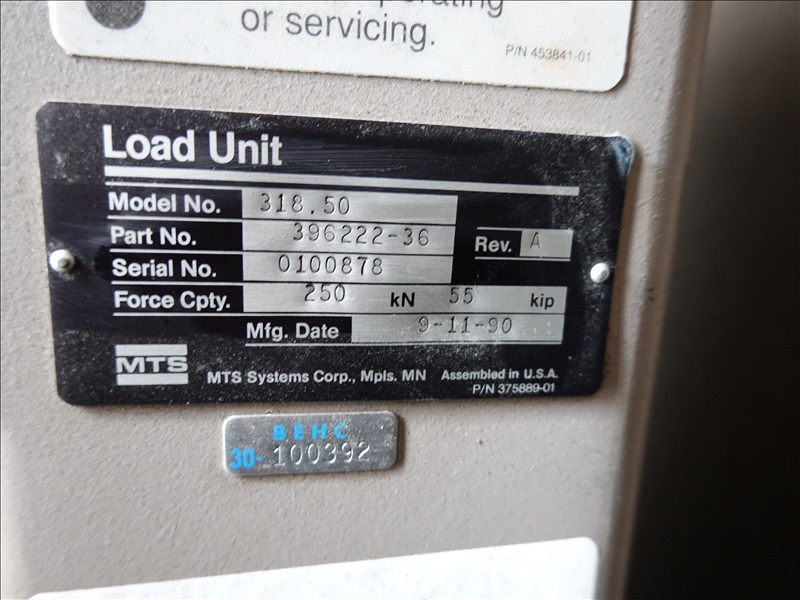 or servicing.
P/N 453841-01
Load Unit
Model No. 318.50
Part No. 396222-36 Rev. A
Serial No. 0100878
Force Cpty. 250 kN 55 kip
Mfg. Date 9-11-90
MTS
MTS Systems Corp., Mpls. MN Assembled in U.S.A.
P/N 375889-01
BEHC
30-100392